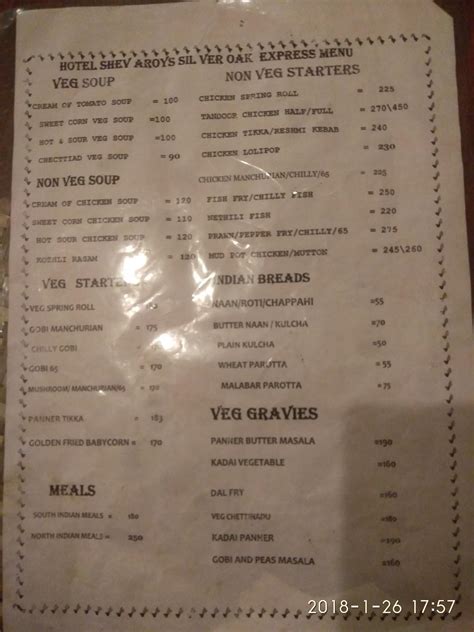 2
HOTEL SHEV AROYS SIL VER OAK EXPRESS MENU
VEG SOUP
CREAM OF TOMATO SOUP = 100
SWEET CORN VEG SOUP =100
HOT & SOUR VEG SOUP = 100
CHECTTIAD VEG SOUP = 90
NON VEG SOUP
CREAM OF CHICKEN SOUP = 120
SWEET CORN CHICKEN SOUP = 110
HOT SOUR CHICKEN SOUP = 120
KOZHLI RASAM = 120
VEG STARTERS
VEG SPRING ROLL
GOBI MANCHURIAN = 175
CHILLY GOBI = 170
GOBI 65 = 170
MUSHROOM/ MANCHURIAN/65 = 170
PANNER TIKKA = 183
GOLDEN FRIED BABYCORN = 170
MEALS
SOUTH INDIAN MEALS = 180
NORTH INDIAN MEALS = 250
NON VEG STARTERS
CHICKEN SPRING ROLL = 225
TANDOOR CHICKEN HALF/FULL = 270\450
CHICKEN TIKKA/RESHMI KEBAB = 240
CHICKEN LOLIPOP = 230
CHICKEN MANCHURIAN/CHILLY/65 = 225
FISH FRY/CHILLY FISH = 250
NETHILI FISH = 220
PRAWN/PEPPER FRY/CHILLY/65 = 275
MUD POT CHICKEN/MUTTON = 245\260
INDIAN BREADS
NAAN/ROTI/CHAPPAHI =55
BUTTER NAAN / KULCHA =70
PLAIN KULCHA =50
WHEAT PAROTTA = 55
MALABAR PAROTTA = 75
VEG GRAVIES
PANNER BUTTER MASALA =190
KADAI VEGETABLE =160
DAL FRY =160
VEG CHETTINADU =180
KADAI PANNER =190
GOBI AND PEAS MASALA =160
2018-1-26 17:57